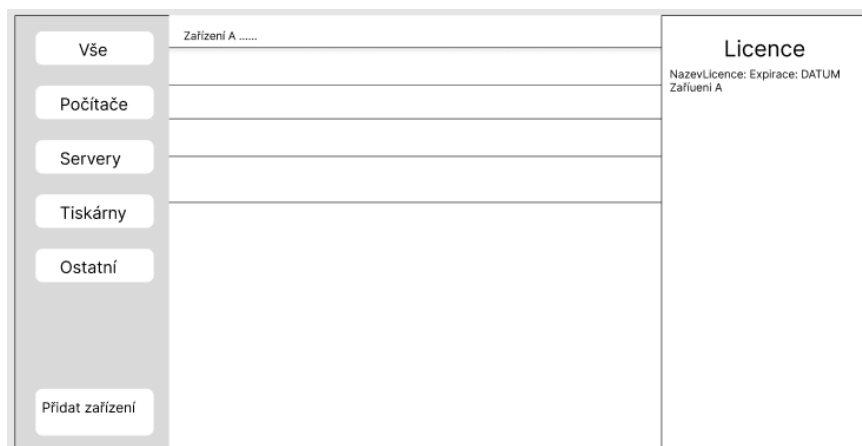 Vše
Počítače
Servery
Tiskárny
Ostatní
Přidat zařízení
Zařízení A ......
Licence
NazevLicence: Expirace: DATUM
Zaříueni A